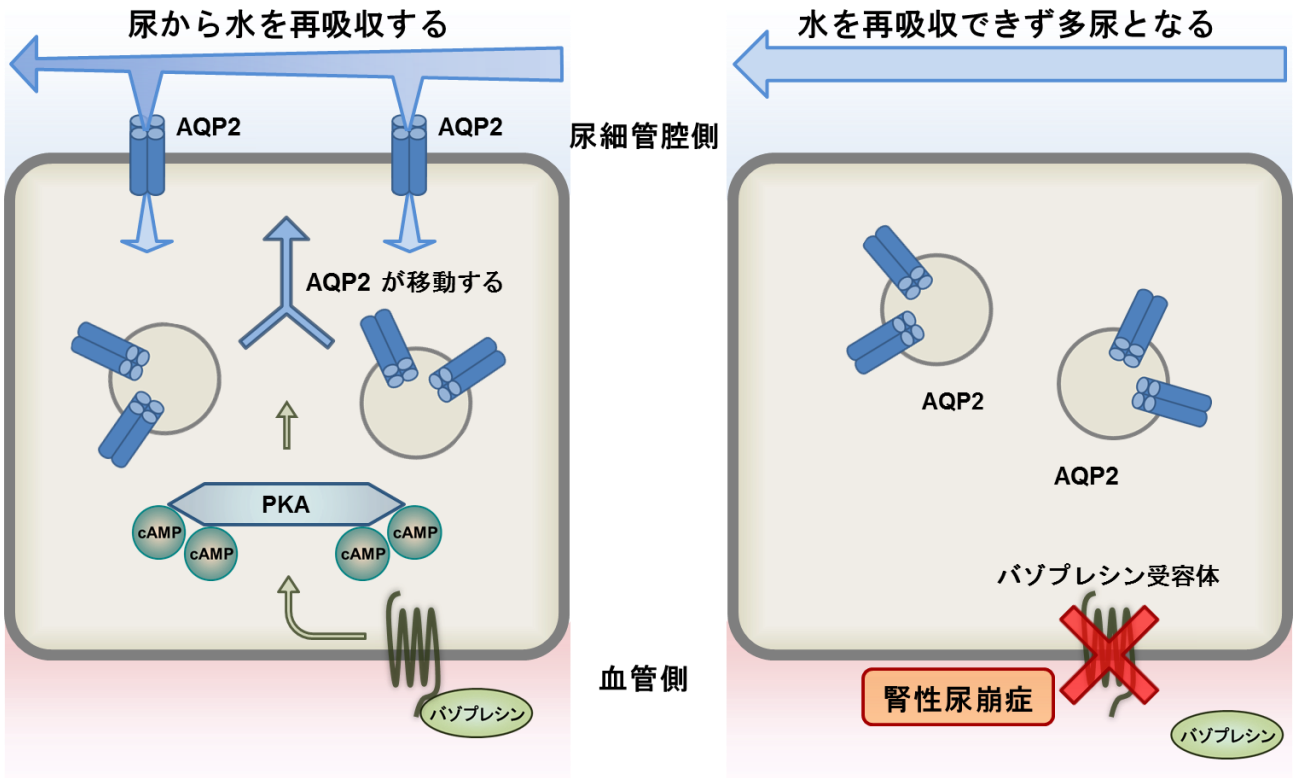 尿から水を再吸収する
AQP2
AQP2
AQP2 が移動する
PKA
cAMP
cAMP
cAMP
cAMP
バゾプレシン
尿細管腔側
血管側
水を再吸収できず多尿となる
AQP2
AQP2
バゾプレシン受容体
腎性尿崩症
バゾプレシン